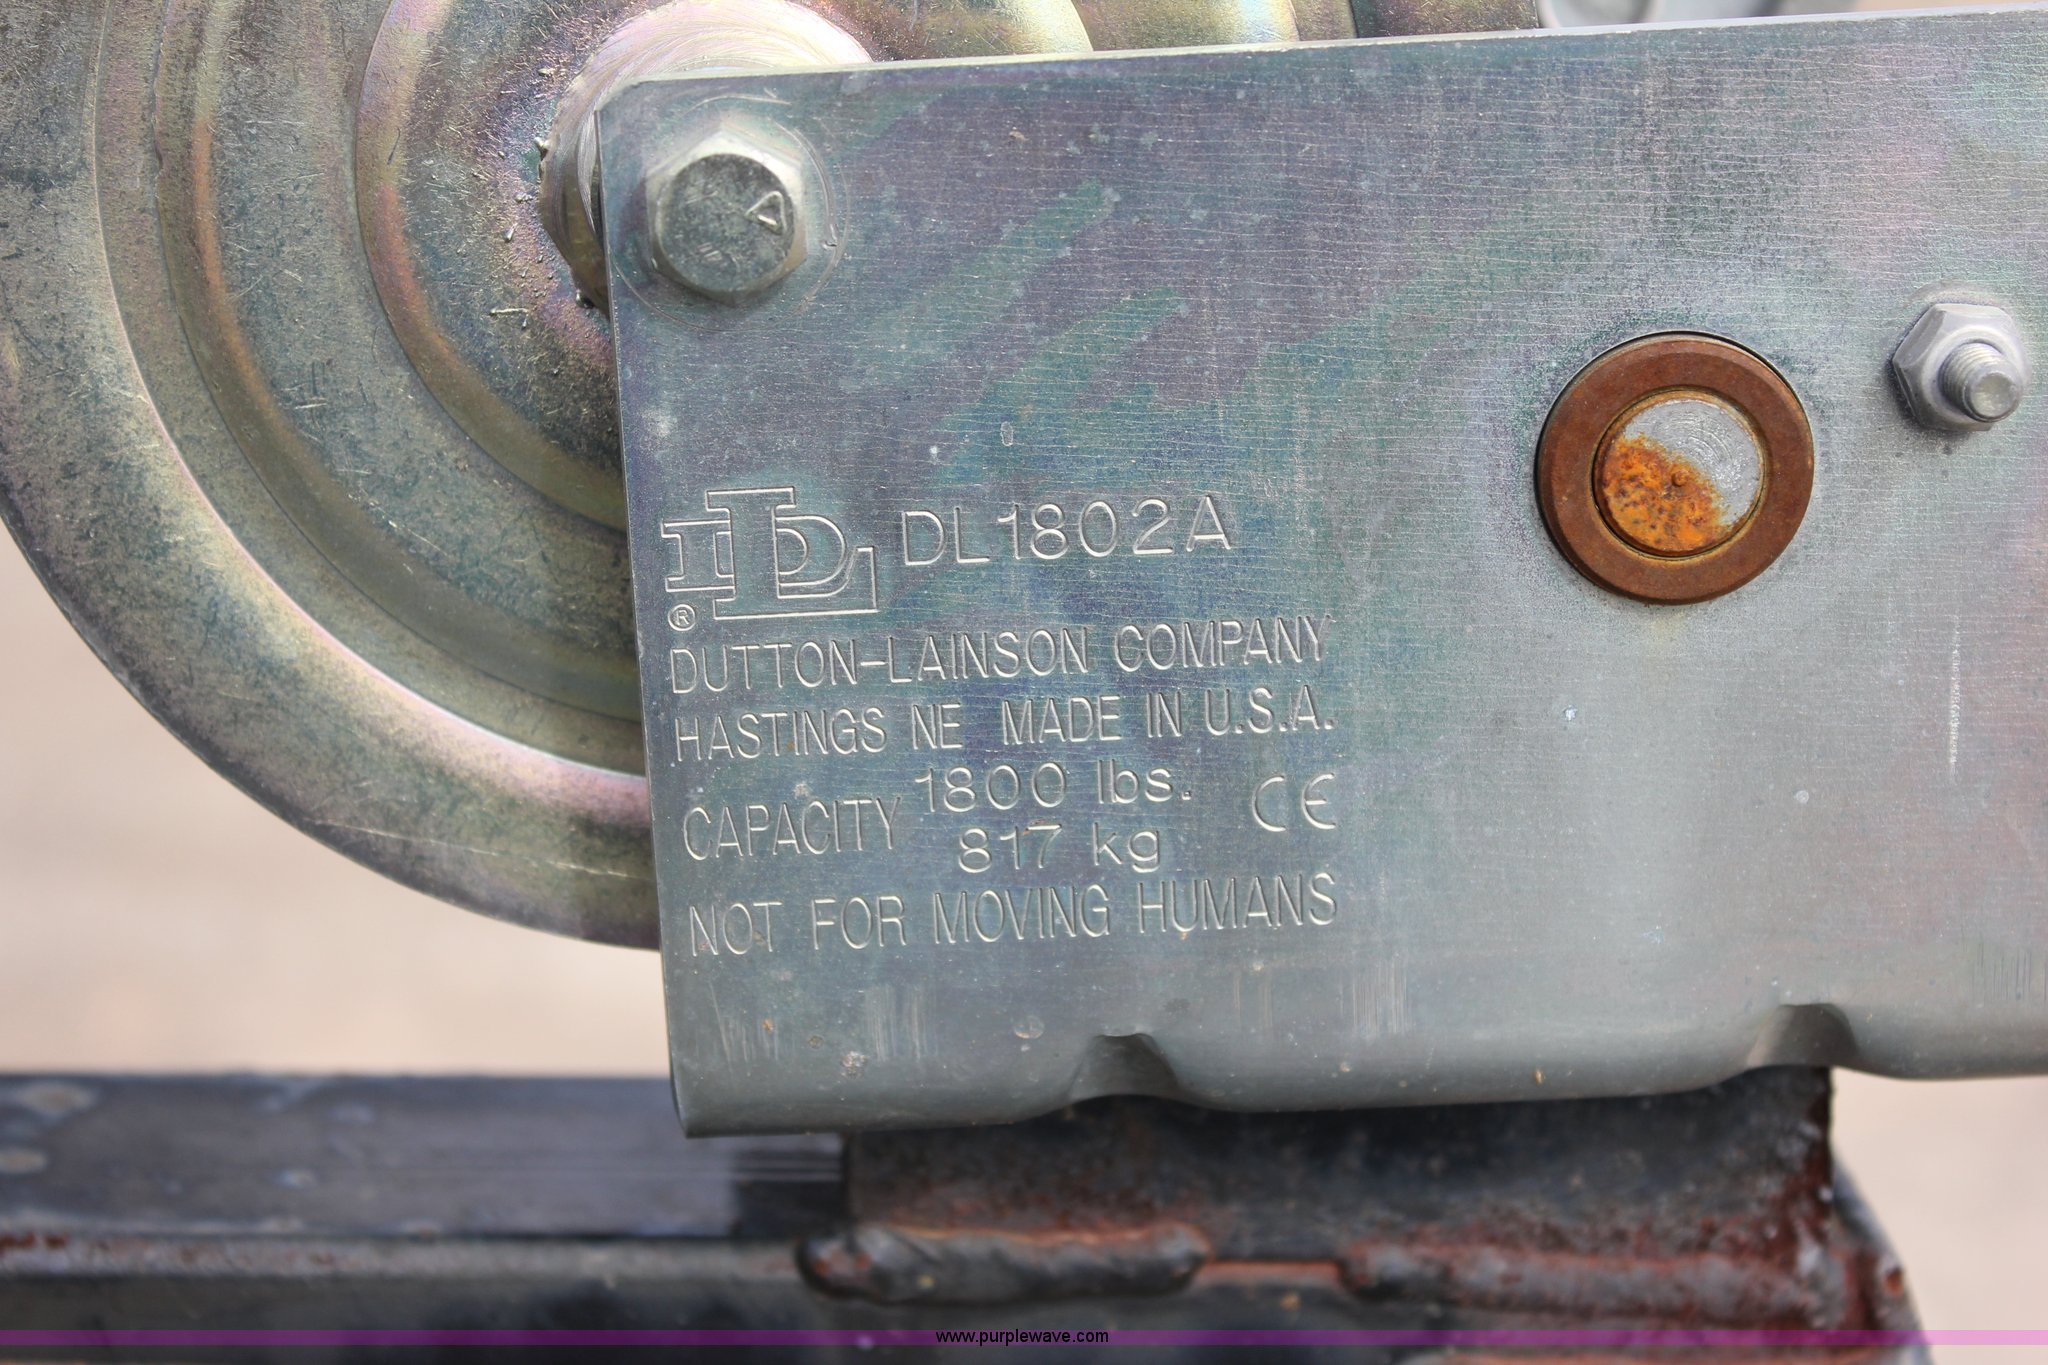 DL DL1802A
®
DUTTON-LAINSON COMPANY
HASTINGS NE MADE IN U.S.A.
CAPACITY 1800 lbs.
817 kg CE
NOT FOR MOVING HUMANS
www.purplewave.com